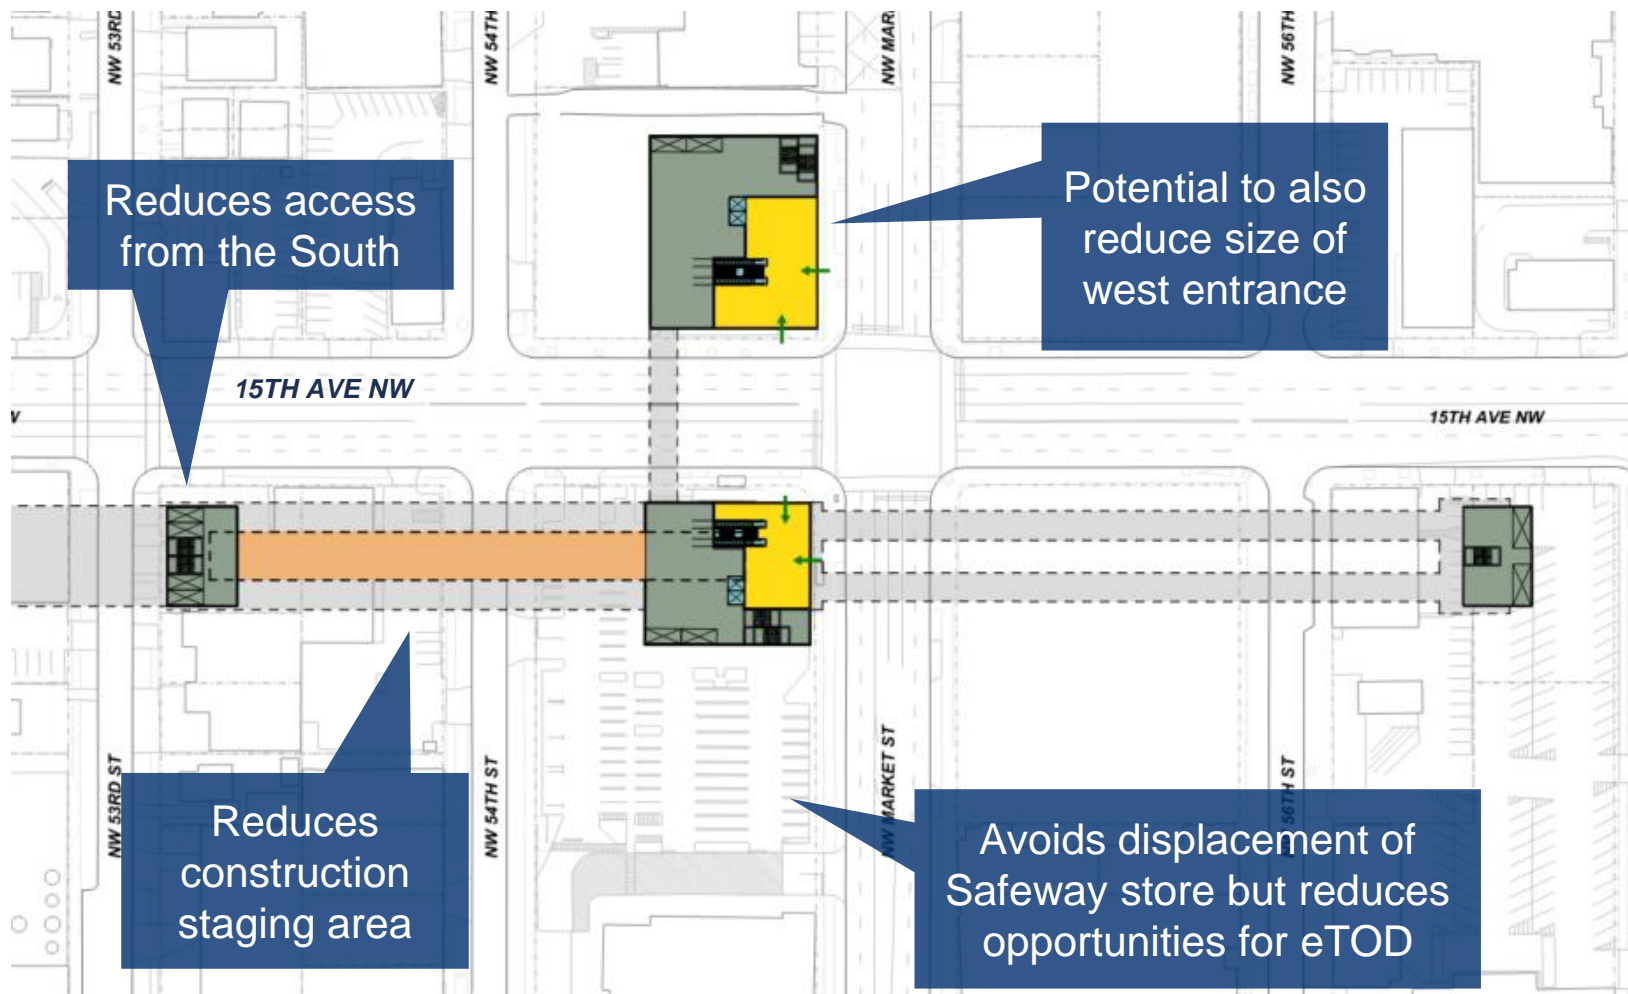 NW 53RD
NW 54TH
NW MAR
NW 56TH
Reduces access
from the South
Potential to also
reduce size of
west entrance
15TH AVE NW
15TH AVE NW
W
NW 53RD ST
NW 54TH ST
NW MARKET ST
NW 56TH ST
Reduces
construction
staging area
Avoids displacement of
Safeway store but reduces
opportunities for eTOD